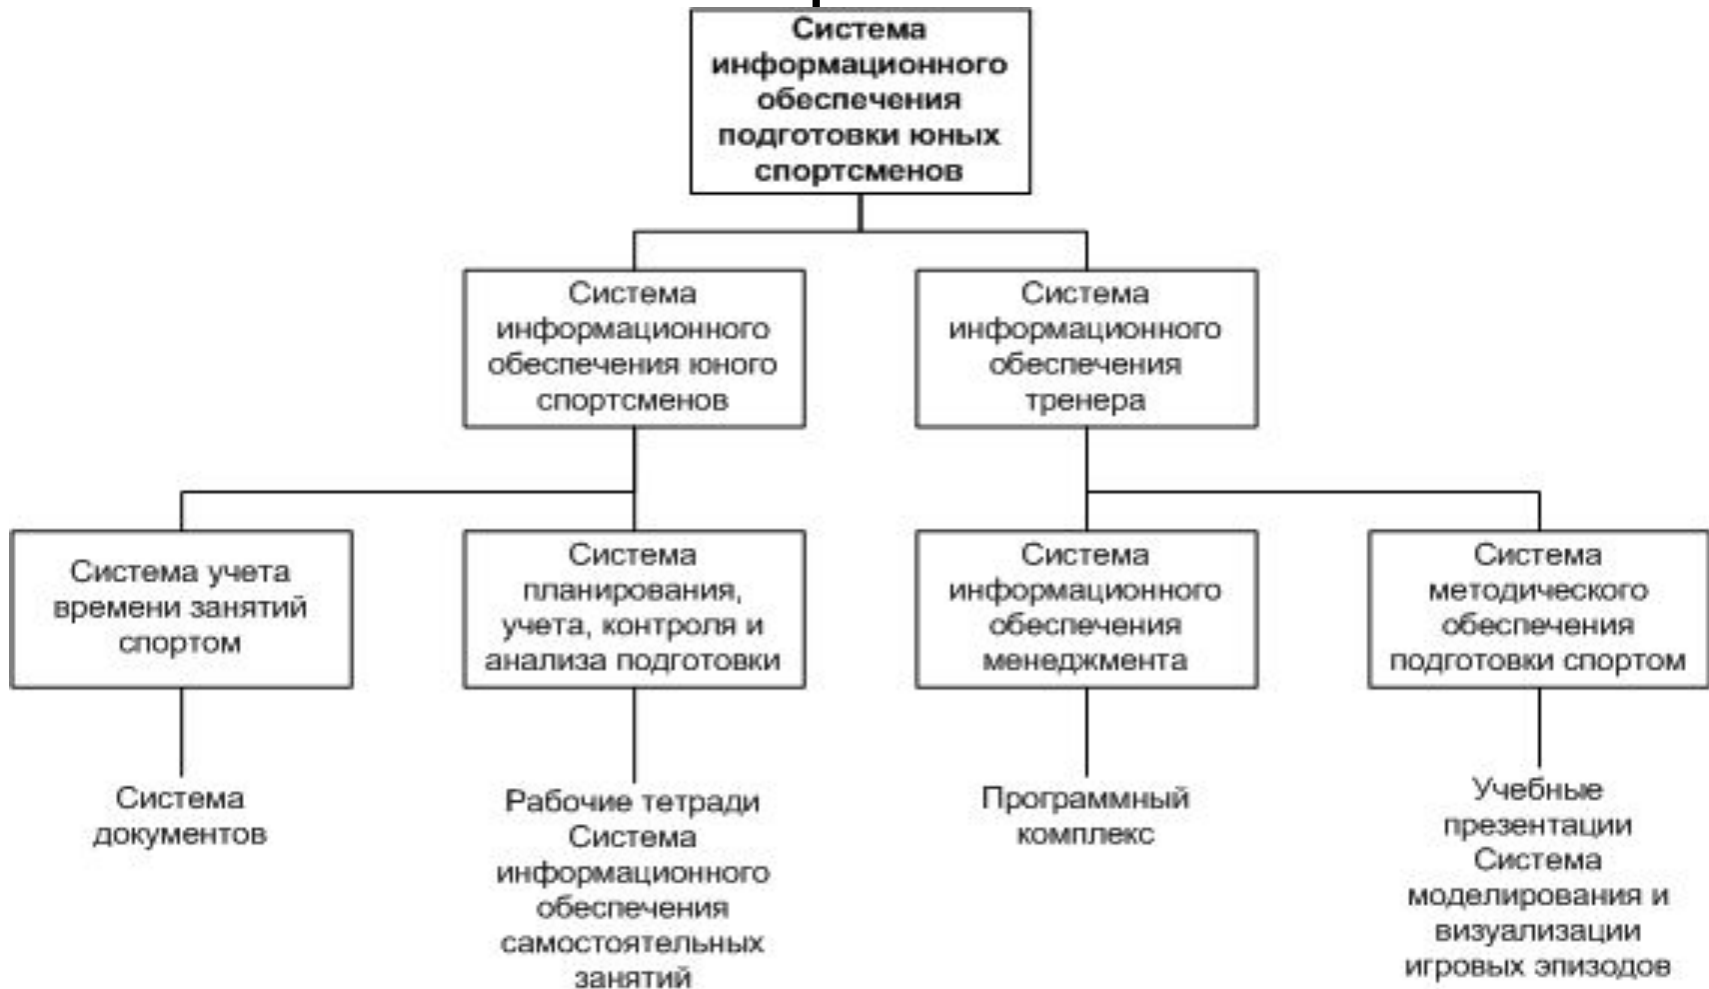 Система
информационного
обеспечения
подготовки юных
спортсменов
Система
информационного
обеспечения юного
спортсменов
Система
информационного
обеспечения
тренера
Система учета
времени занятий
спортом
Система
планирования,
учета, контроля и
анализа подготовки
Система
информационного
обеспечения
менеджмента
Система
методического
обеспечения
подготовки спортом
Система
документов
Рабочие тетради
Система
информационного
обеспечения
самостоятельных
занятий
Программный
комплекс
Учебные
презентации
Система
моделирования и
визуализации
игровых эпизодов